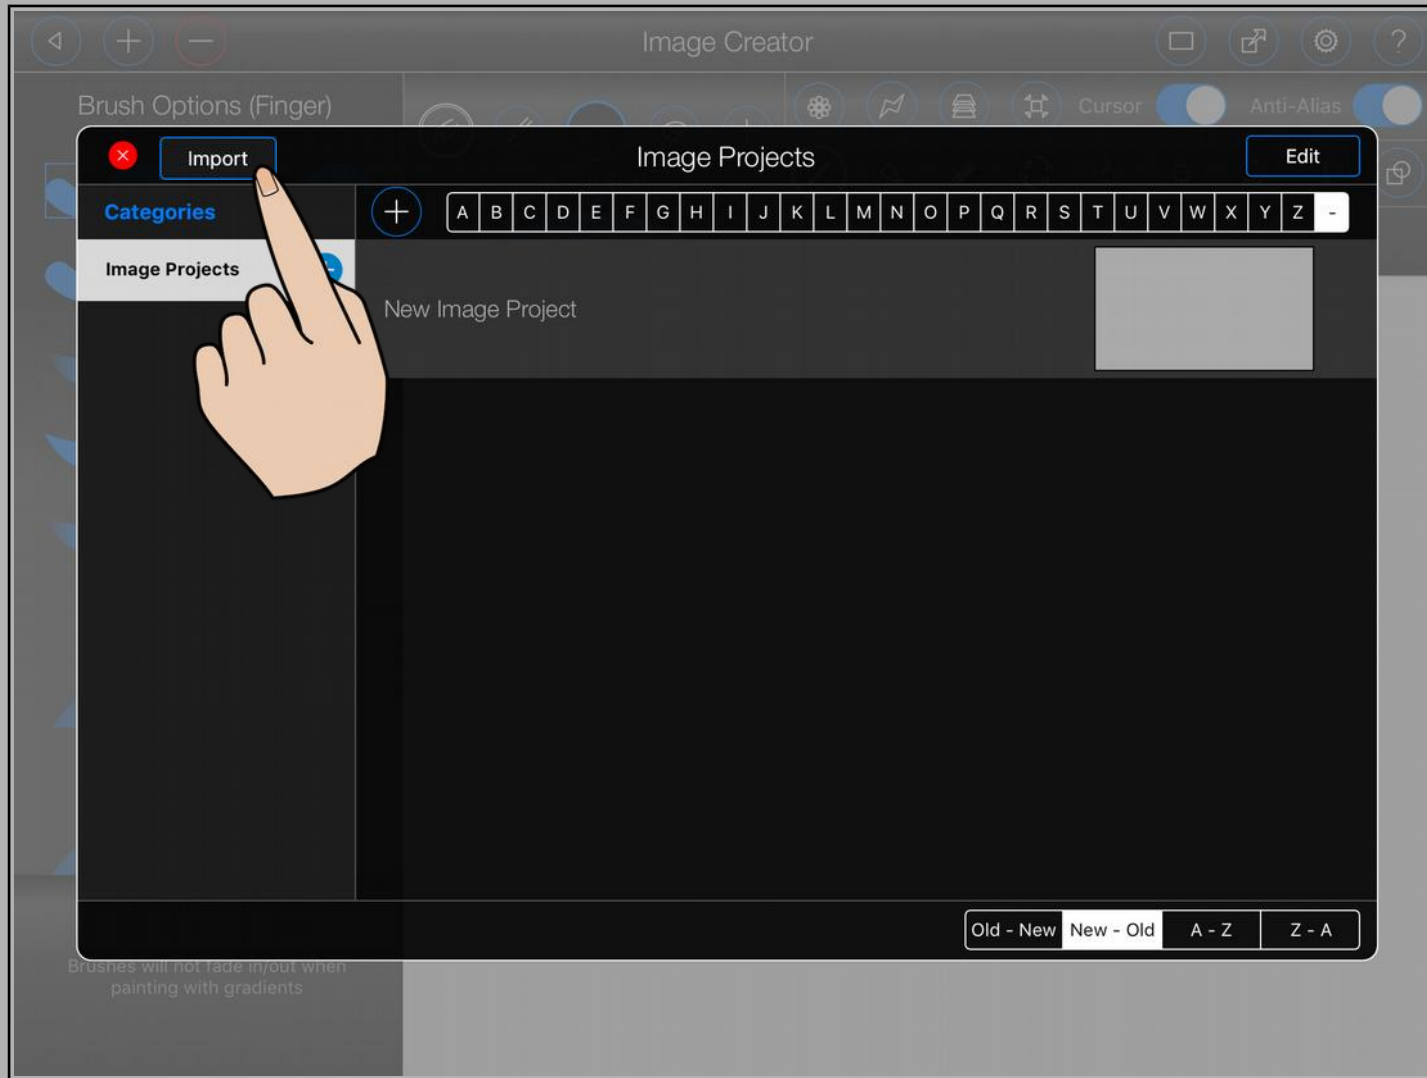 Image Creator
Brush Options (Finger)
Cursor
Anti-Alias
Import
Image Projects
Edit
Categories
A B C D E F G H I J K L M N O P Q R S T U V W X Y Z -
Image Projects
New Image Project
Old - New New - Old A - Z Z - A
Brushes will not fade in/out when
painting with gradients